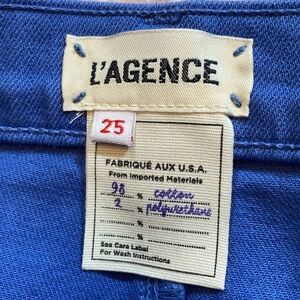 L'AGENCE
25
FABRIQUÉ AUX U.S.A.
From Imported Materials
98 % cotton
2 % polyurethane
%
%
See Care Label
For Wash Instructions